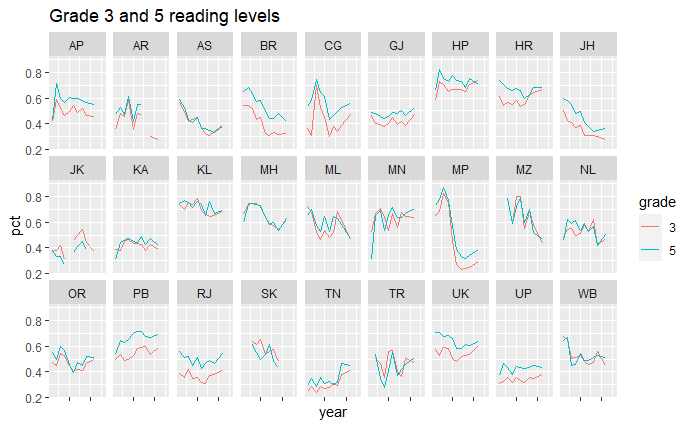 Grade 3 and 5 reading levels
AP AR AS BR CG GJ HP HR JH
0.8
0.6
0.4
0.2
JK KA KL MH ML MN MP MZ NL
0.8
0.6
0.4
0.2
OR PB RJ SK TN TR UK UP WB
0.8
0.6
0.4
0.2
pct
year
grade
3
5